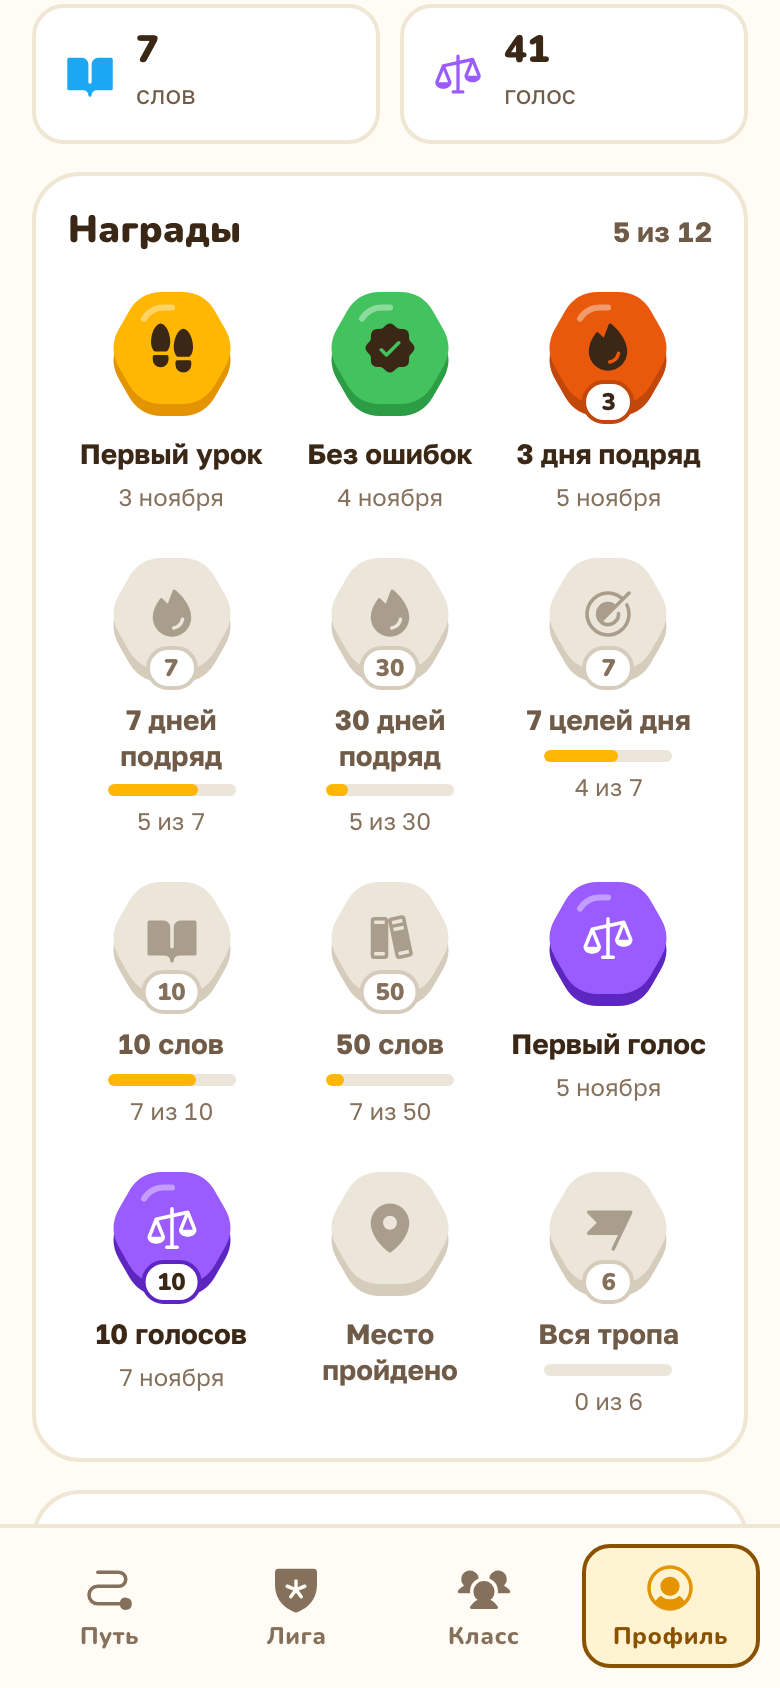 7
слов
41
голос
Награды
5 из 12
3
Первый урок
Без ошибок
3 дня подряд
3 ноября
4 ноября
5 ноября
7
30
7
7 дней
подряд
30 дней
подряд
7 целей дня
5 из 7
5 из 30
4 из 7
10
50
10 слов
50 слов
Первый голос
7 из 10
7 из 50
5 ноября
10
6
10 голосов
Место
пройдено
Вся тропа
7 ноября
0 из 6
Путь
Лига
Класс
Профиль